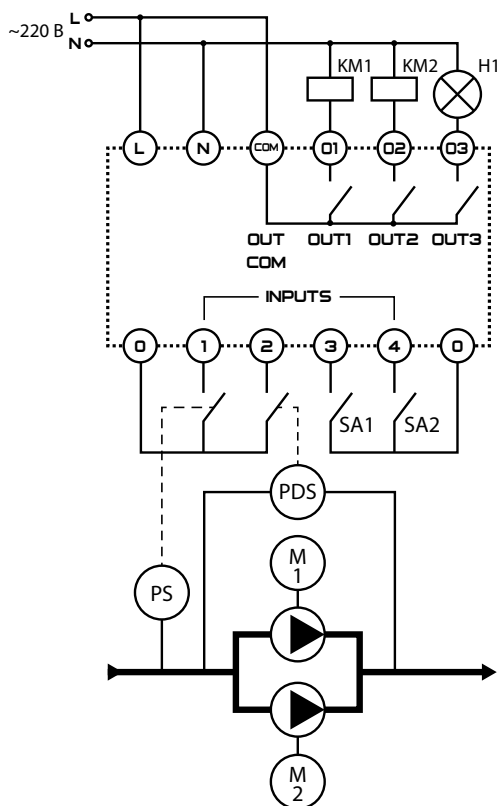 L
~220 В
N
KM1
KM2
H1
L
N
COM
O1
O2
O3
OUT
COM
OUT1
OUT2
OUT3
INPUTS
0
1
2
3
4
0
SA1
SA2
PDS
M
1
PS
M
2